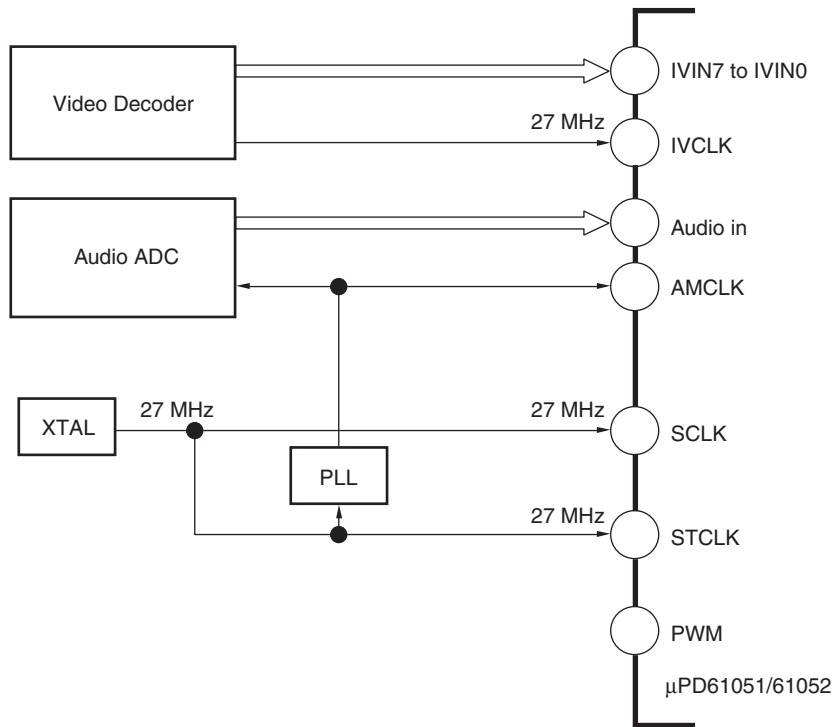 IVIN7 to IVIN0
Video Decoder
27 MHz
IVCLK
Audio in
Audio ADC
AMCLK
27 MHz
27 MHz
XTAL
SCLK
PLL
27 MHz
STCLK
PWM
µPD61051/61052